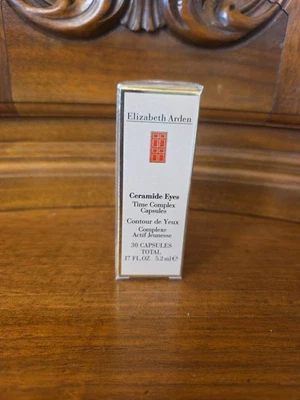 Elizabeth Arden
Ceramide Eyes
Time Complex
Capsules
Contour de Yeux
Complexe
Actif Jeunesse
30 CAPSULES
TOTAL
17 FL.OZ. 5.2 ml ℮